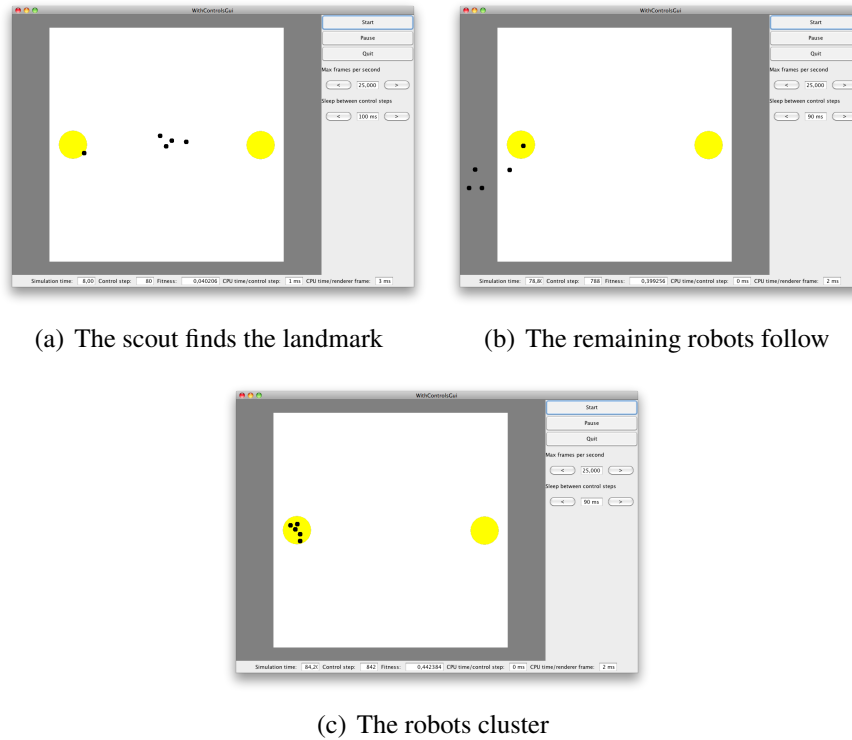 WithControlsGui
Start
Pause
Quit
Max frames per second
< 25,000 >
Sleep between control steps
< 100 ms >
Simulation time: 8,00 Control step: 80 Fitness: 0,040206 CPU time/control step: 1 ms CPU time/renderer frame: 3 ms
(a) The scout finds the landmark
WithControlsGui
Start
Pause
Quit
Max frames per second
< 25,000 >
Sleep between control steps
< 90 ms >
Simulation time: 78,8 Control step: 788 Fitness: 0,399256 CPU time/control step: 0 ms CPU time/renderer frame: 2 ms
(b) The remaining robots follow
WithControlsGui
Start
Pause
Quit
Max frames per second
< 25,000 >
Sleep between control steps
< 90 ms >
Simulation time: 84,2 Control step: 842 Fitness: 0,442384 CPU time/control step: 0 ms CPU time/renderer frame: 2 ms
(c) The robots cluster